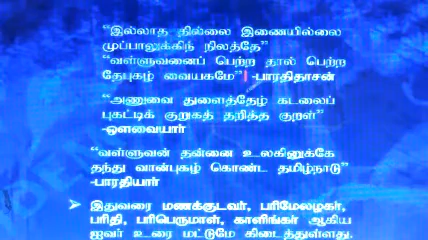 “இல்லாத தில்லை இணையில்லை
முப்பாலுக்கிந் நிலத்தே”
“வள்ளுவனைப் பெற்ற தால் பெற்ற
தேபுகழ் வையகமே” -பாரதிதாசன்
“அணுவை துளைத்தேழ் கடலைப்
புகட்டிக் குறுகத் தறித்த குறள்”
-ஔவையார்
“வள்ளுவன் தன்னை உலகினுக்கே
தந்து வான்புகழ் கொண்ட தமிழ்நாடு”
-பாரதியார்
➤ இதுவரை மணக்குடவர், பரிமேலழகர்,
பரிதி, பரிபெருமாள், காளிங்கர் ஆகிய
ஐவர் உரை மட்டுமே கிடைத்துள்ளது.